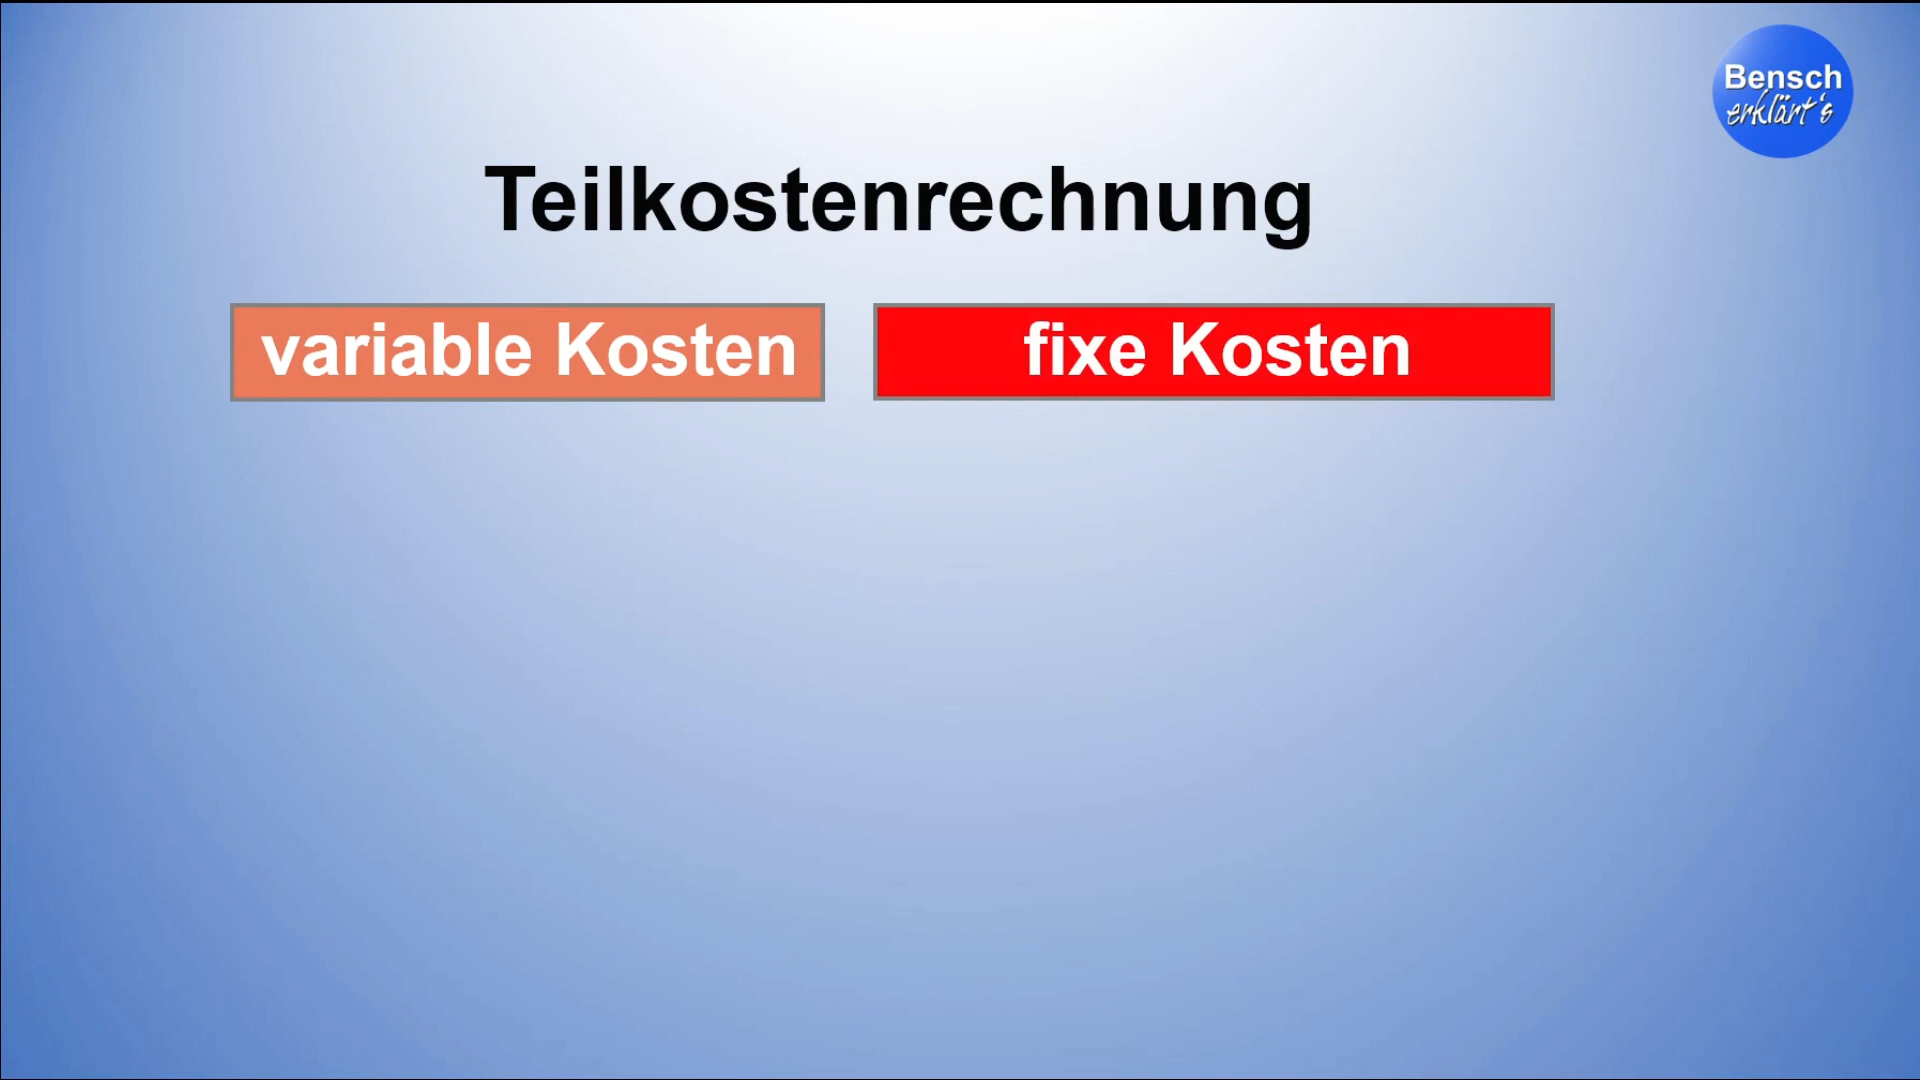 Bensch
erklärt's
Teilkostenrechnung
variable Kosten
fixe Kosten